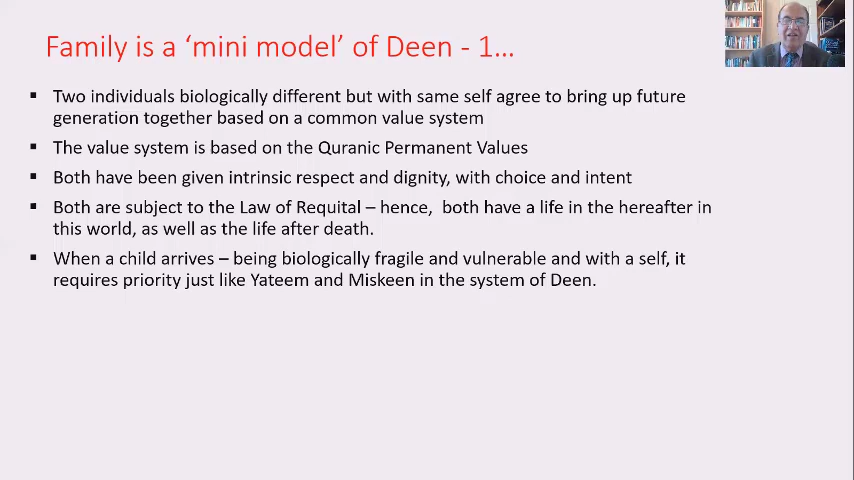 Family is a ‘mini model’ of Deen - 1…
▪ Two individuals biologically different but with same self agree to bring up future
generation together based on a common value system
▪ The value system is based on the Quranic Permanent Values
▪ Both have been given intrinsic respect and dignity, with choice and intent
▪ Both are subject to the Law of Requital – hence,  both have a life in the hereafter in
this world, as well as the life after death.
▪ When a child arrives – being biologically fragile and vulnerable and with a self, it
requires priority just like Yateem and Miskeen in the system of Deen.